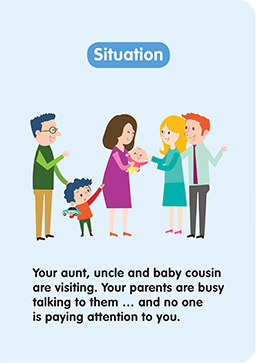 Situation
Your aunt, uncle and baby cousin
are visiting. Your parents are busy
talking to them ... and no one
is paying attention to you.